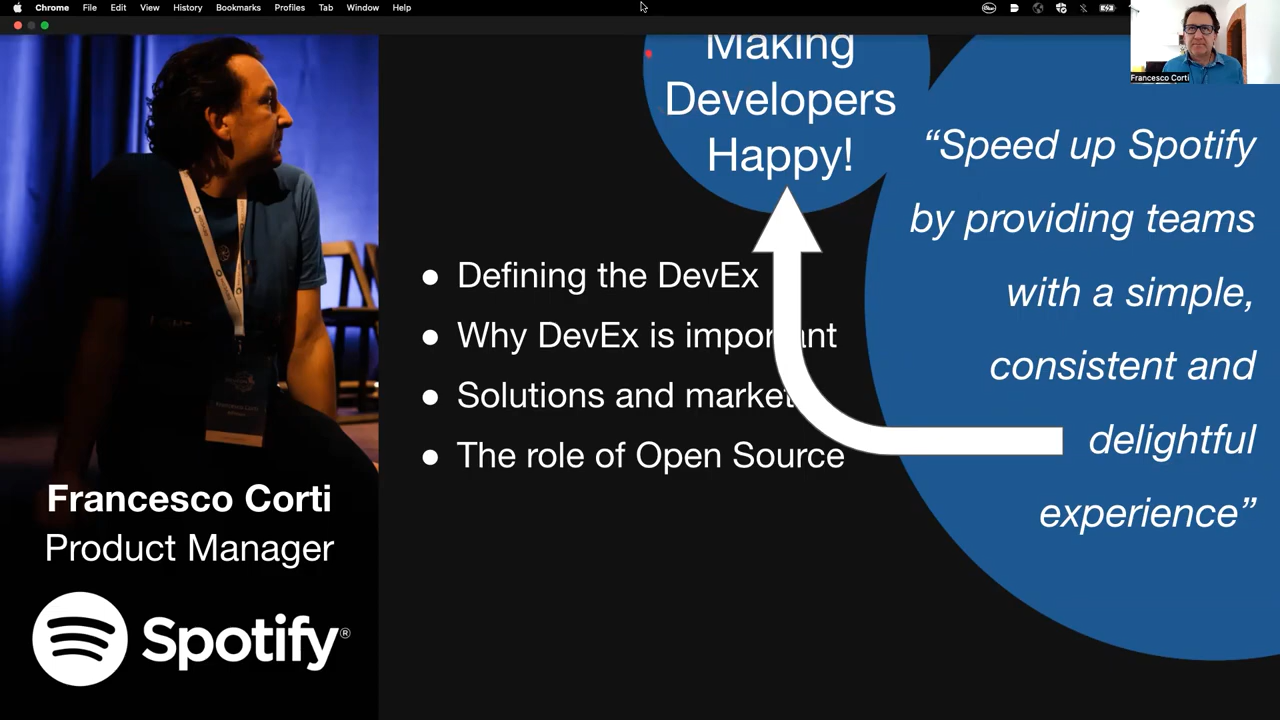 Chrome File Edit View History Bookmarks Profiles Tab Window Help
Francesco Corti
Making
Developers
Happy!
“Speed up Spotify
by providing teams
with a simple,
consistent and
delightful
experience”
● Defining the DevEx
● Why DevEx is important
● Solutions and market
● The role of Open Source
Francesco Corti
Product Manager
Spotify®